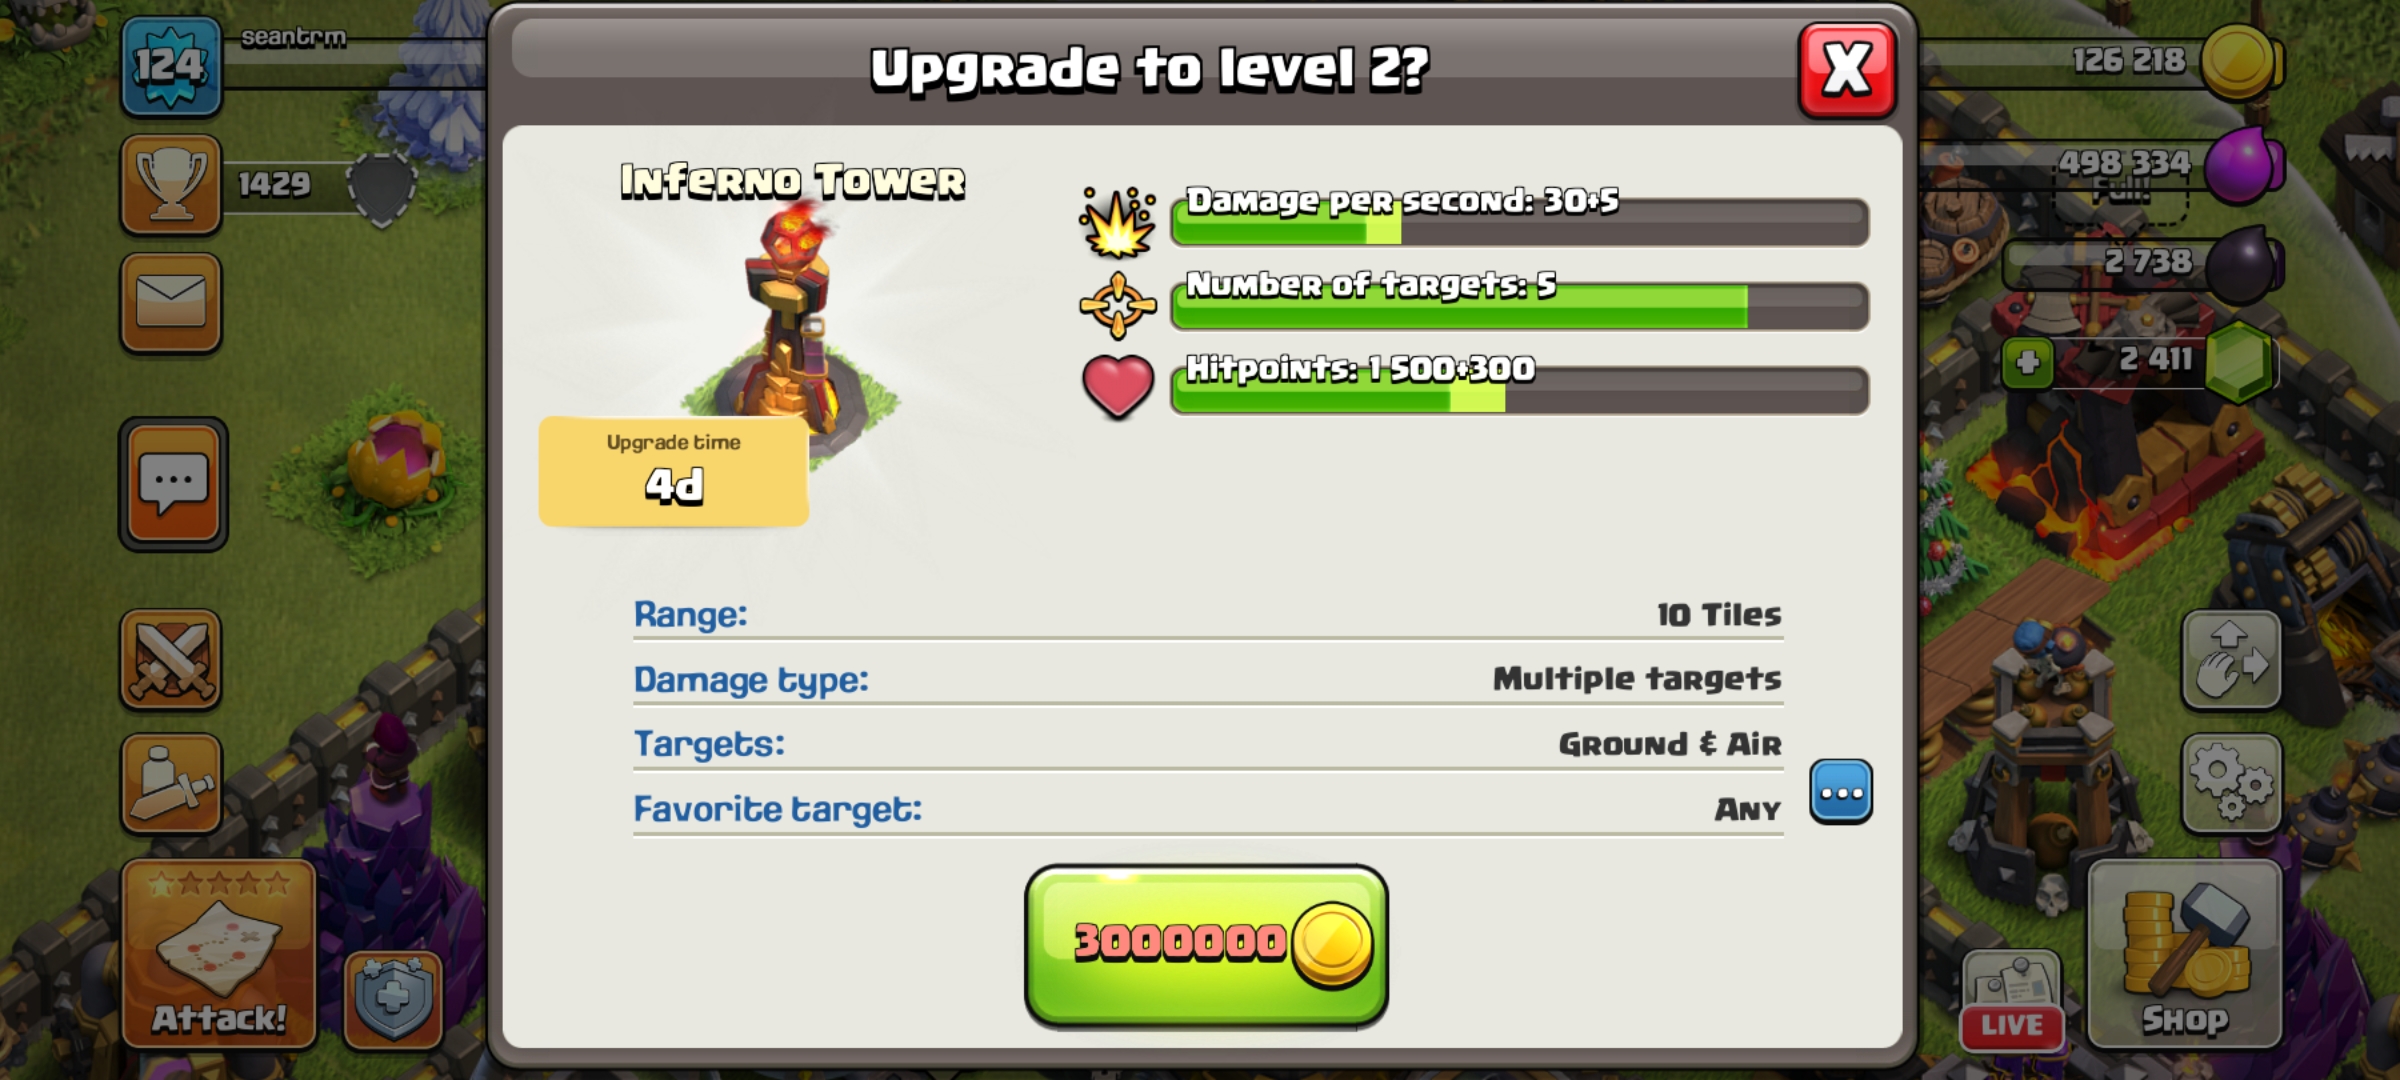 124
seantrm
1429
Upgrade to level 2?
X
Inferno Tower
Upgrade time
4d
Damage per second: 30+5
Number of targets: 5
Hitpoints: 1 500+300
Range: 10 Tiles
Damage type: Multiple targets
Targets: Ground & Air
Favorite target: Any
3000000
126 218
498 334
Full!
2 738
2 411
Attack!
LIVE
Shop